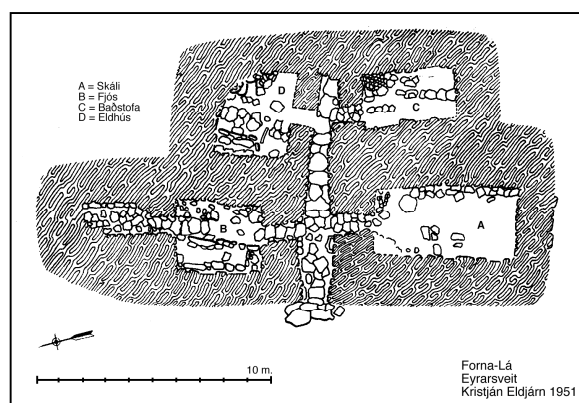 A = Skáli
B = Fjós
C = Baðstofa
D = Eldhús
D
C
B
A
10 m.
Forna-Lá
Eyrarsveit
Kristján Eldjárn 1951